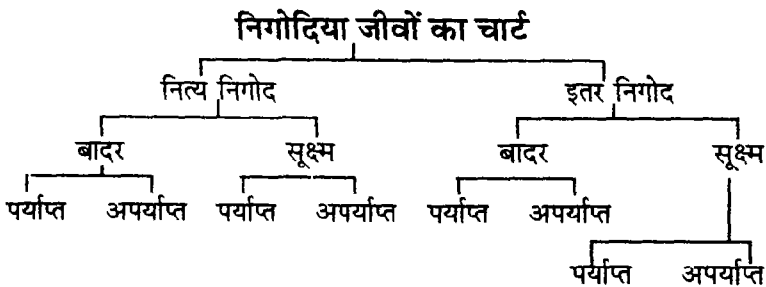 निगोदिया जीवों का चार्ट
नित्य निगोद इतर निगोद
बादर सूक्ष्म बादर सूक्ष्म
पर्याप्त अपर्याप्त पर्याप्त अपर्याप्त पर्याप्त अपर्याप्त
पर्याप्त अपर्याप्त